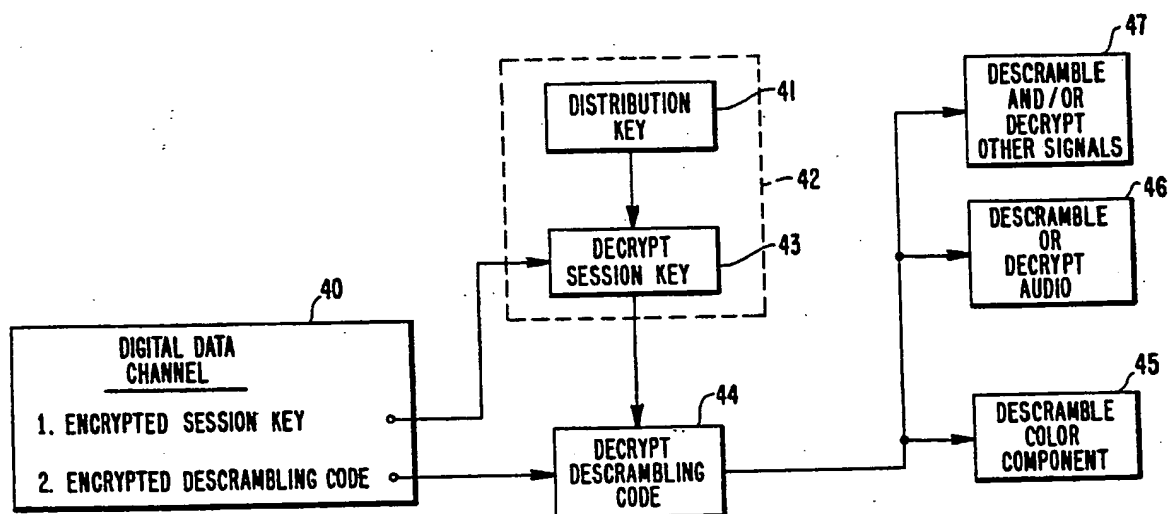 47
DESCRAMBLE
AND/OR
DECRYPT
OTHER SIGNALS
41
DISTRIBUTION
KEY
42
46
DESCRAMBLE
OR
DECRYPT
AUDIO
43
DECRYPT
SESSION KEY
40
DIGITAL DATA
CHANNEL
1. ENCRYPTED SESSION KEY
2. ENCRYPTED DESCRAMBLING CODE
44
DECRYPT
DESCRAMBLING
CODE
45
DESCRAMBLE
COLOR
COMPONENT